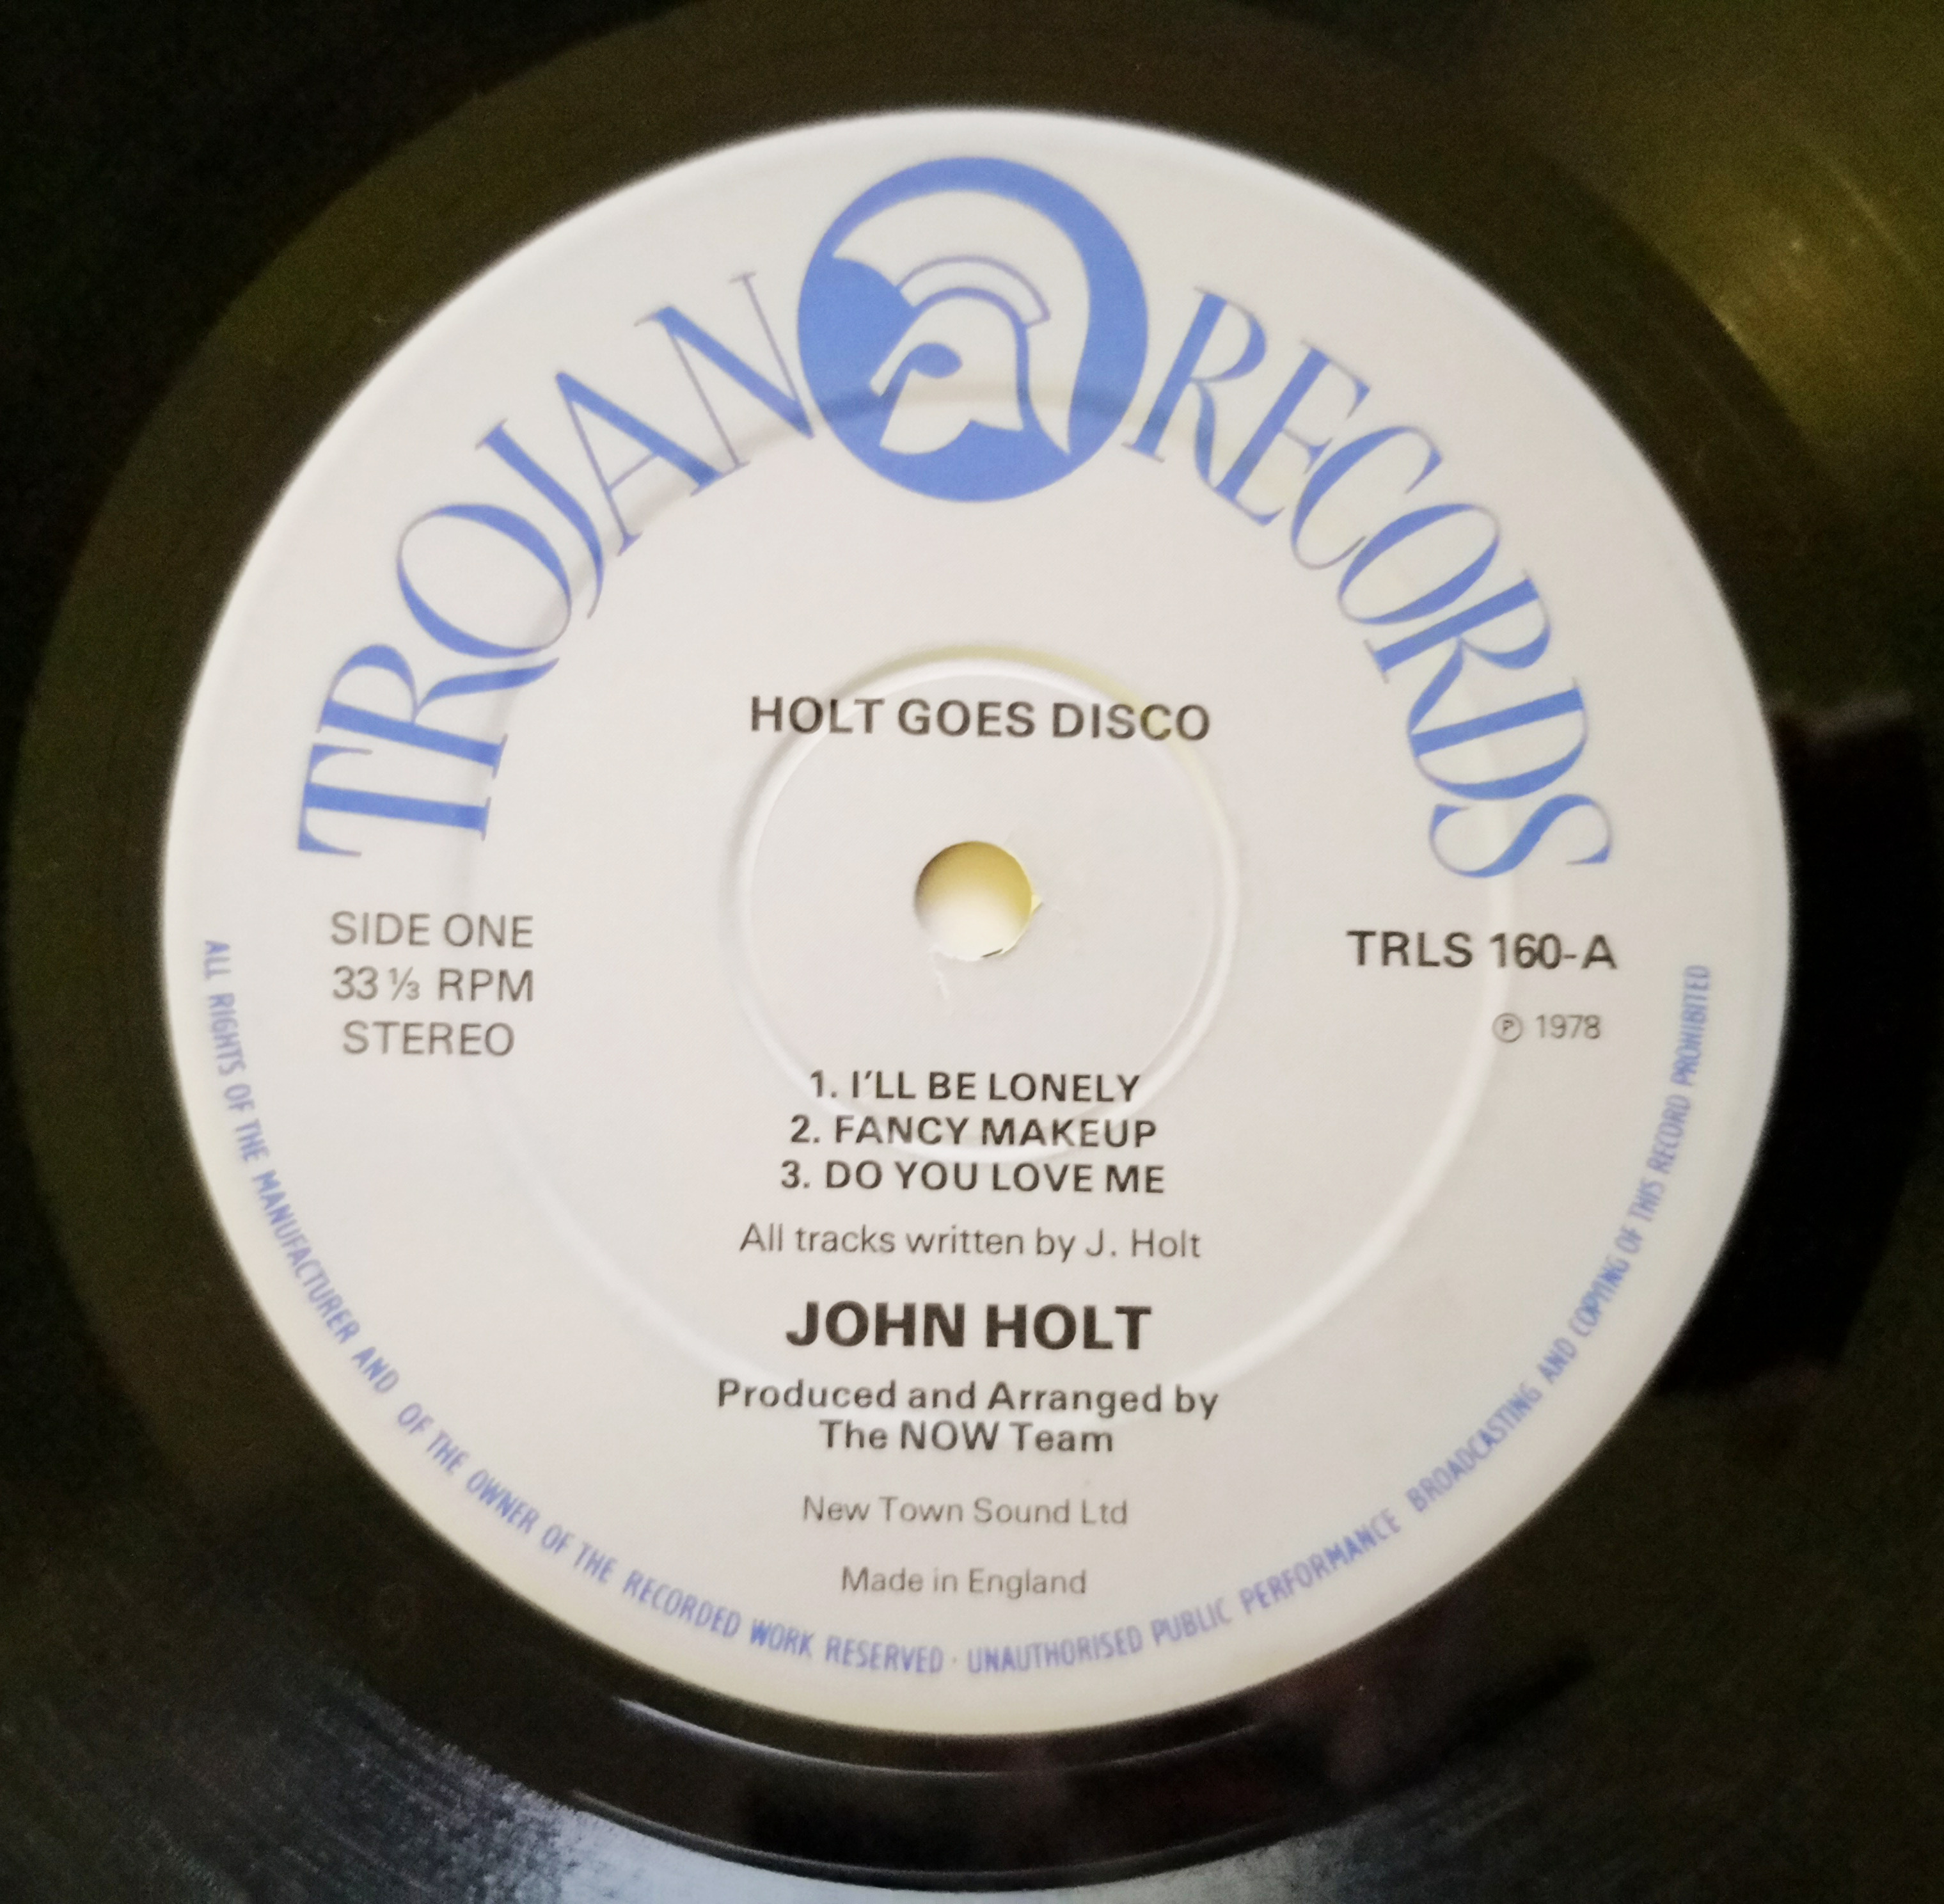 TROJAN RECORDS
HOLT GOES DISCO
SIDE ONE
33 ⅓ RPM
STEREO
TRLS 160-A
℗ 1978
1. I'LL BE LONELY
2. FANCY MAKEUP
3. DO YOU LOVE ME
All tracks written by J. Holt
JOHN HOLT
Produced and Arranged by
The NOW Team
New Town Sound Ltd
Made in England
ALL RIGHTS OF THE MANUFACTURER AND OF THE OWNER OF THE RECORDED WORK RESERVED · UNAUTHORISED PUBLIC PERFORMANCE BROADCASTING AND COPYING OF THIS RECORD PROHIBITED